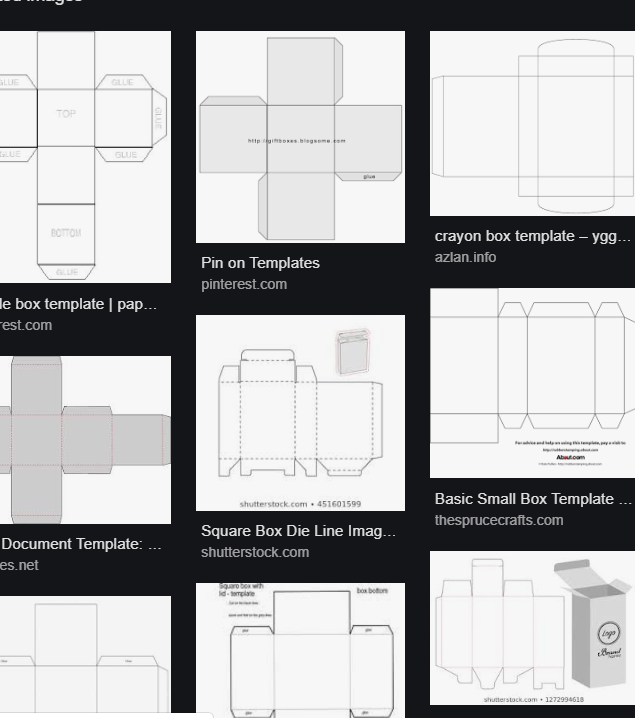 TOP
GLUE
GLUE
GLUE
GLUE
GLUE
BOTTOM
GLUE
le box template | pap...
rest.com
Document Template: ...
es.net
http://giftboxes.blogsome.com
glue
Pin on Templates
pinterest.com
shutterstock.com • 451601599
Square Box Die Line Imag...
shutterstock.com
Square box with
lid - template
box bottom
crayon box template – ygg...
azlan.info
For advice and help on using this template, pay a visit to
About.com
Basic Small Box Template ...
thesprucecrafts.com
Logo
Brand
shutterstock.com • 1272994618